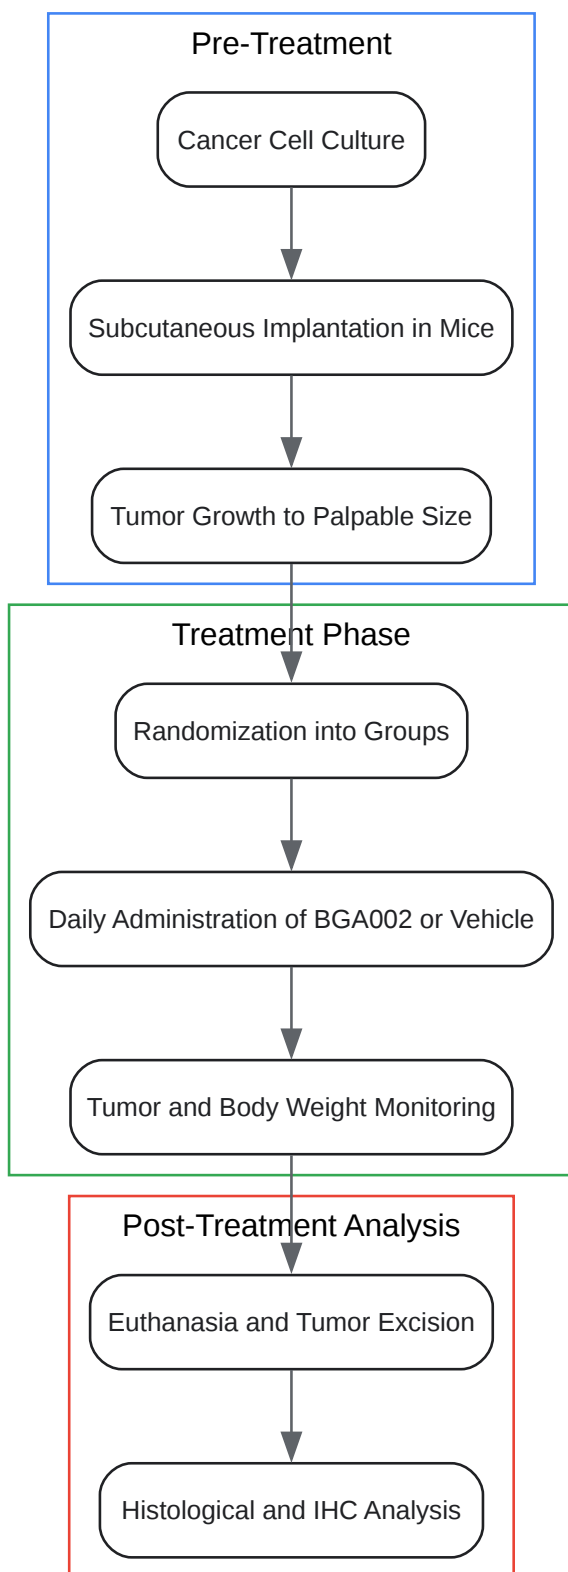 Pre-Treatment
Cancer Cell Culture
Subcutaneous Implantation in Mice
Tumor Growth to Palpable Size
Treatment Phase
Randomization into Groups
Daily Administration of BGA002 or Vehicle
Tumor and Body Weight Monitoring
Post-Treatment Analysis
Euthanasia and Tumor Excision
Histological and IHC Analysis